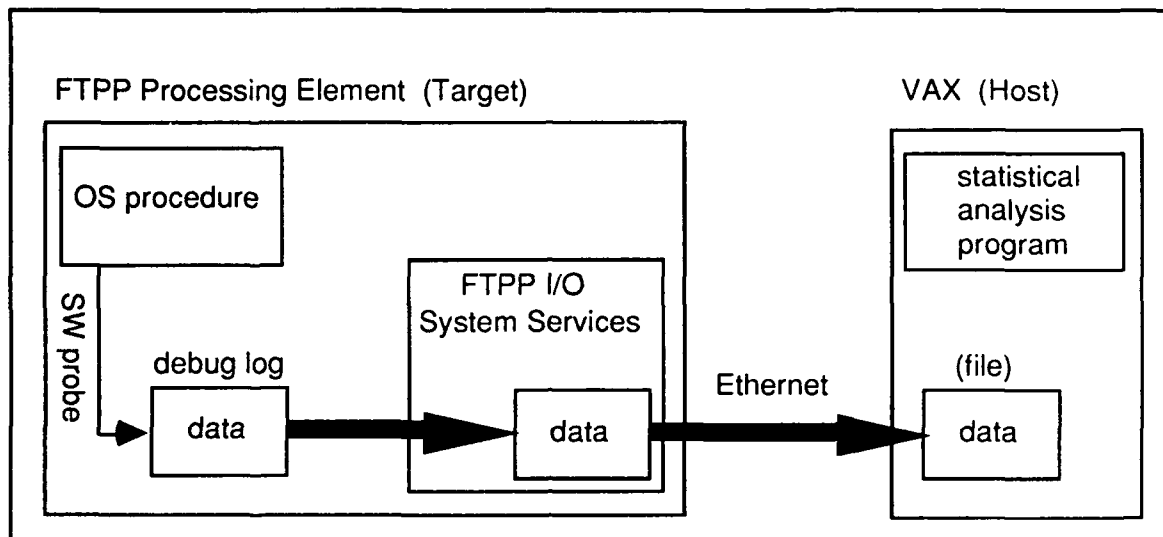 FTPP Processing Element (Target)
VAX (Host)
OS procedure
statistical
analysis
program
FTPP I/O
System Services
SW probe
debug log
data
data
Ethernet
(file)
data